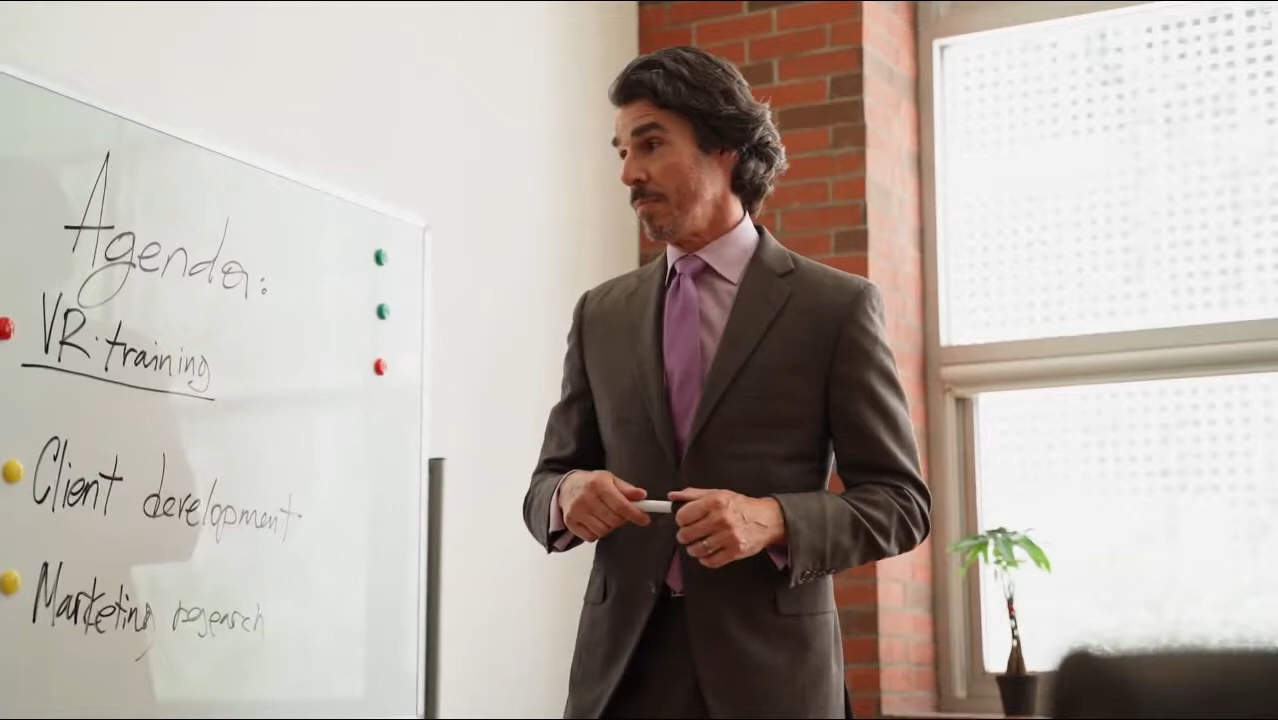 Agenda:
VR training
Client development
Marketing research